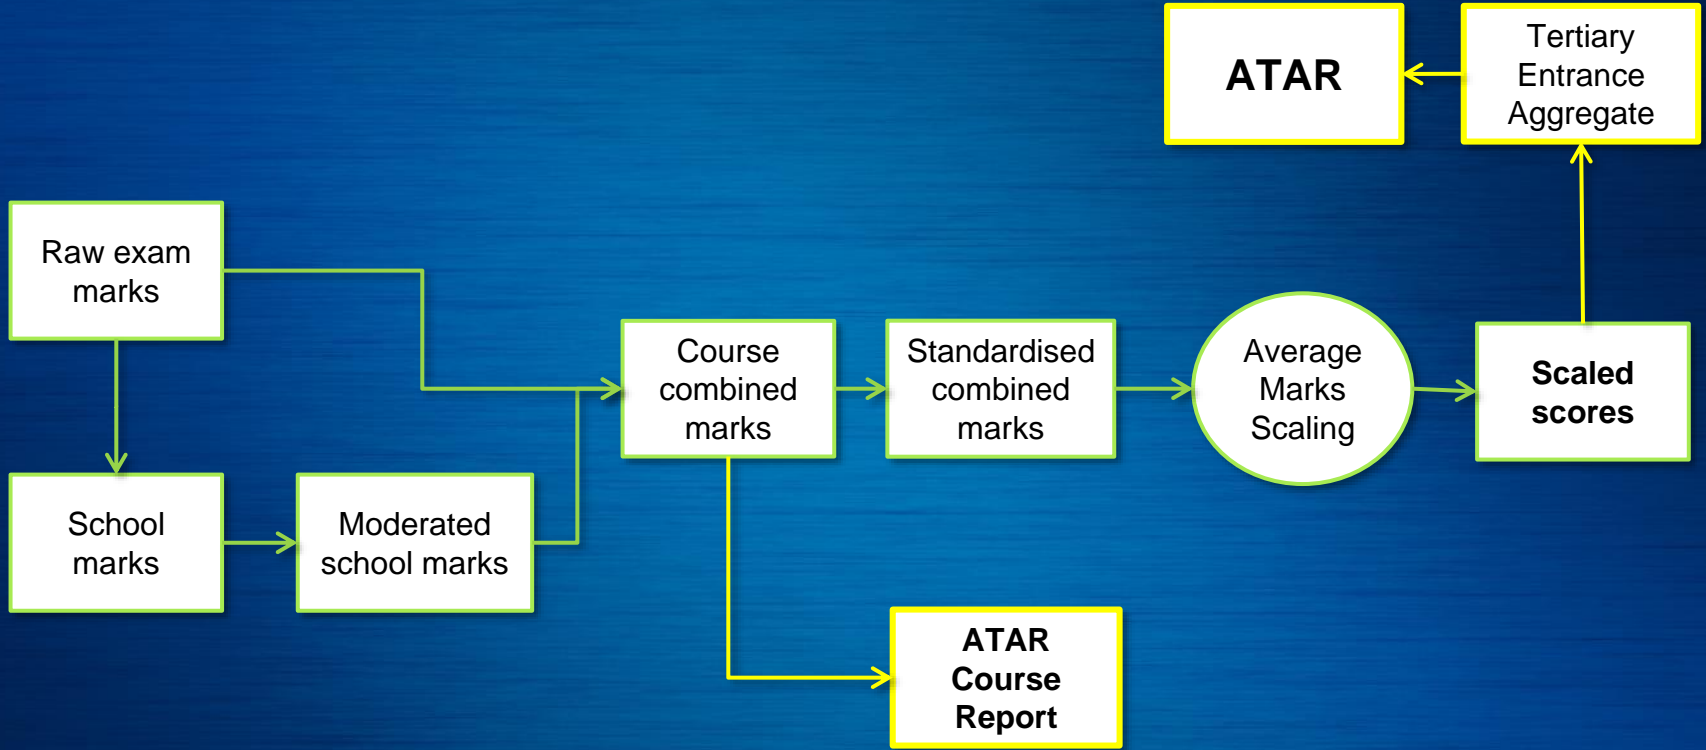 ATAR
Tertiary
Entrance
Aggregate
Raw exam
marks
Course
combined
marks
Standardised
combined
marks
Average
Marks
Scaling
Scaled
scores
School
marks
Moderated
school marks
ATAR
Course
Report